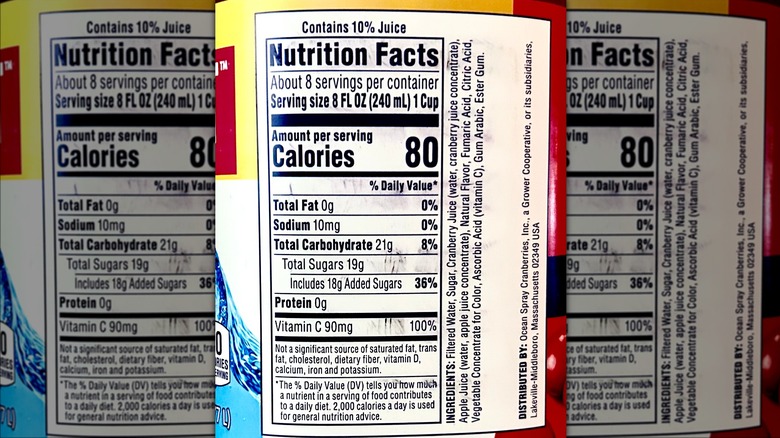 Contains 10% Juice
Nutrition Facts
About 8 servings per container
Serving size 8 FL OZ (240 mL) 1 Cup
Amount per serving
Calories 80
% Daily Value*
Total Fat 0g 0%
Sodium 10mg 0%
Total Carbohydrate 21g 8%
Total Sugars 19g
Includes 18g Added Sugars 36%
Protein 0g
Vitamin C 90mg 100%
Not a significant source of saturated fat, trans
fat, cholesterol, dietary fiber, vitamin D,
calcium, iron and potassium.
*The % Daily Value (DV) tells you how much
a nutrient in a serving of food contributes
to a daily diet. 2,000 calories a day is used
for general nutrition advice.
INGREDIENTS: Filtered Water, Sugar, Cranberry Juice (water, cranberry juice concentrate),
Apple Juice (water, apple juice concentrate), Natural Flavor, Fumaric Acid, Citric Acid,
Vegetable Concentrate for Color, Ascorbic Acid (vitamin C), Gum Arabic, Ester Gum.
DISTRIBUTED BY: Ocean Spray Cranberries, Inc., a Grower Cooperative, or its subsidiaries,
Lakeville-Middleboro, Massachusetts 02349 USA